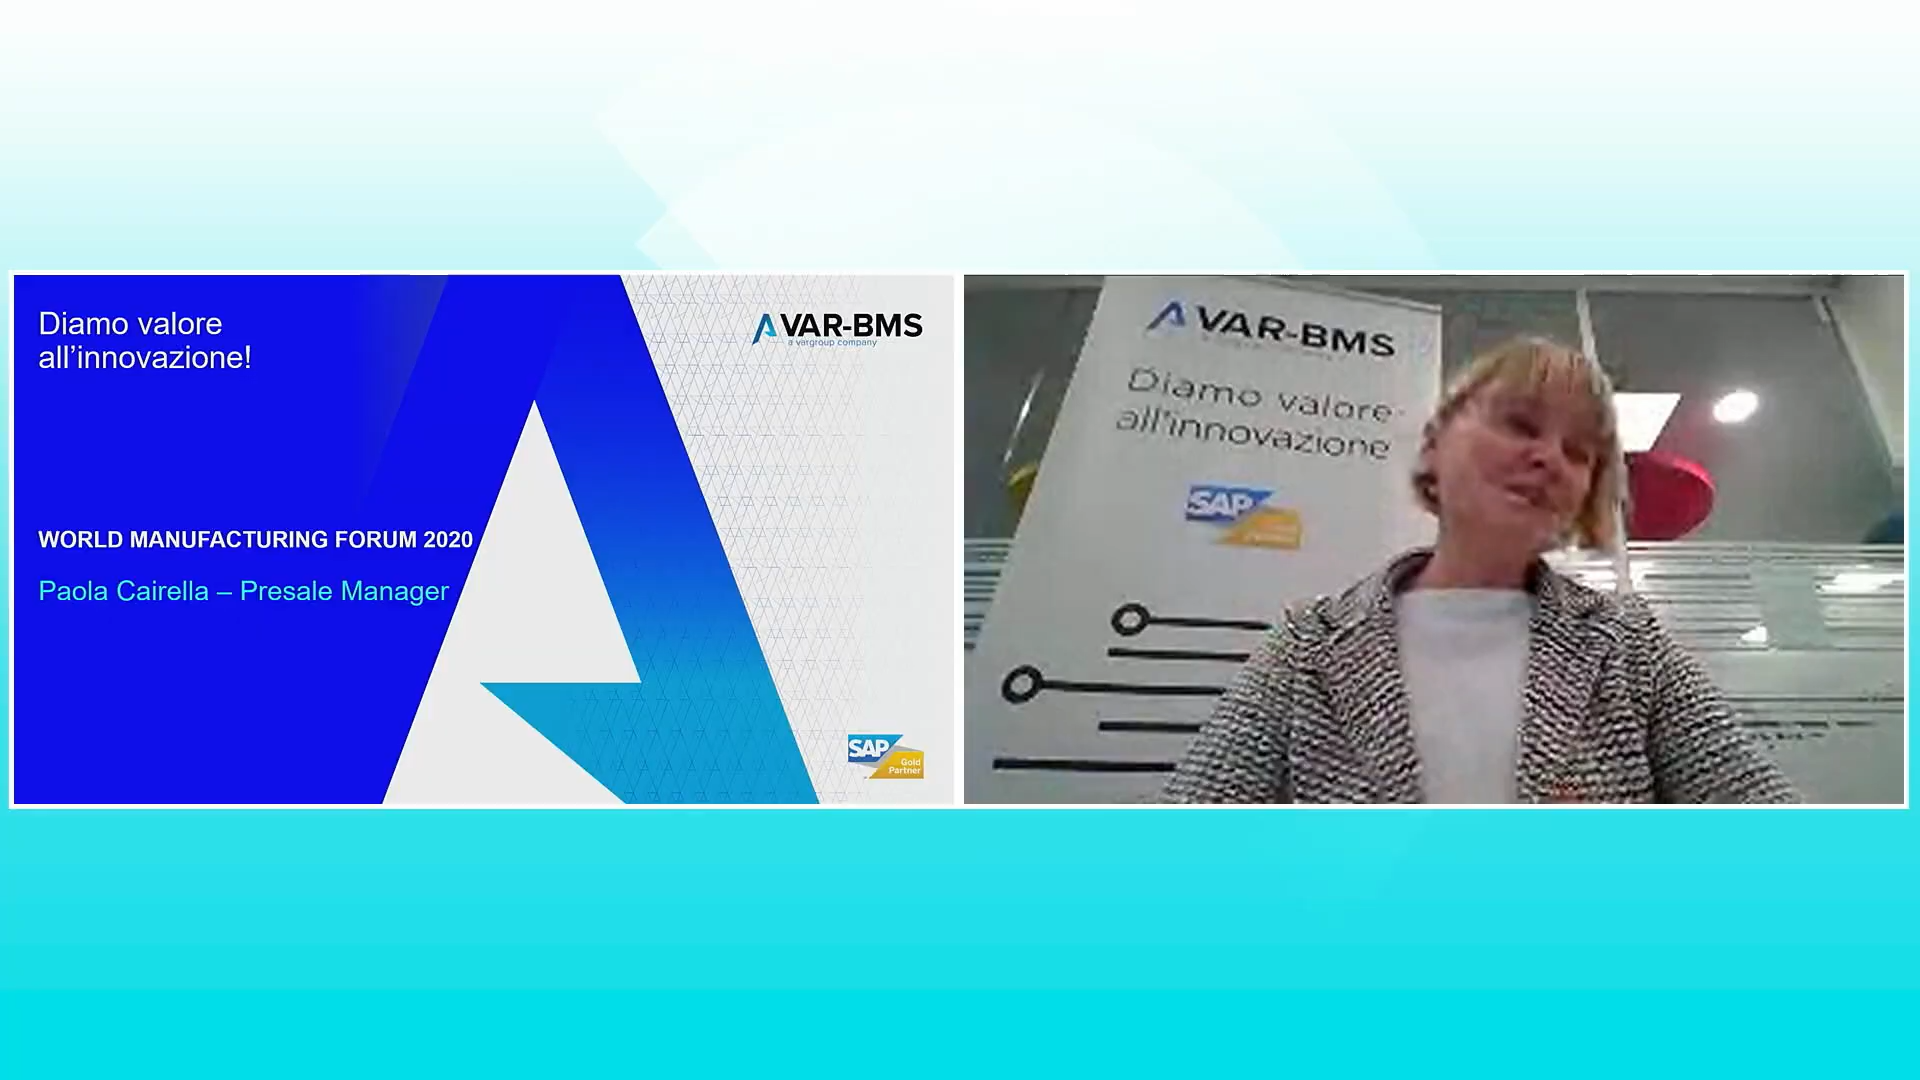 Diamo valore
all’innovazione!
VAR-BMS
a vargroup company
WORLD MANUFACTURING FORUM 2020
Paola Cairella – Presale Manager
SAP
Gold
Partner
VAR-BMS
Diamo valore
all'innovazione
SAP